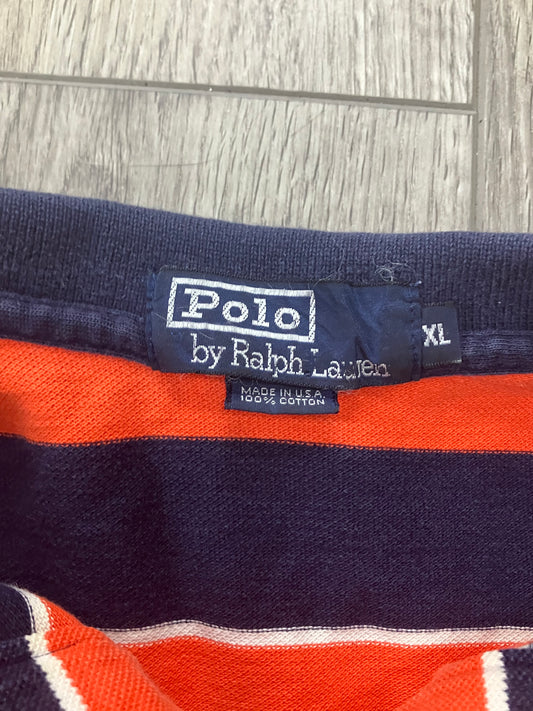 Polo
by Ralph Lauren
XL
MADE IN U.S.A.
100% COTTON